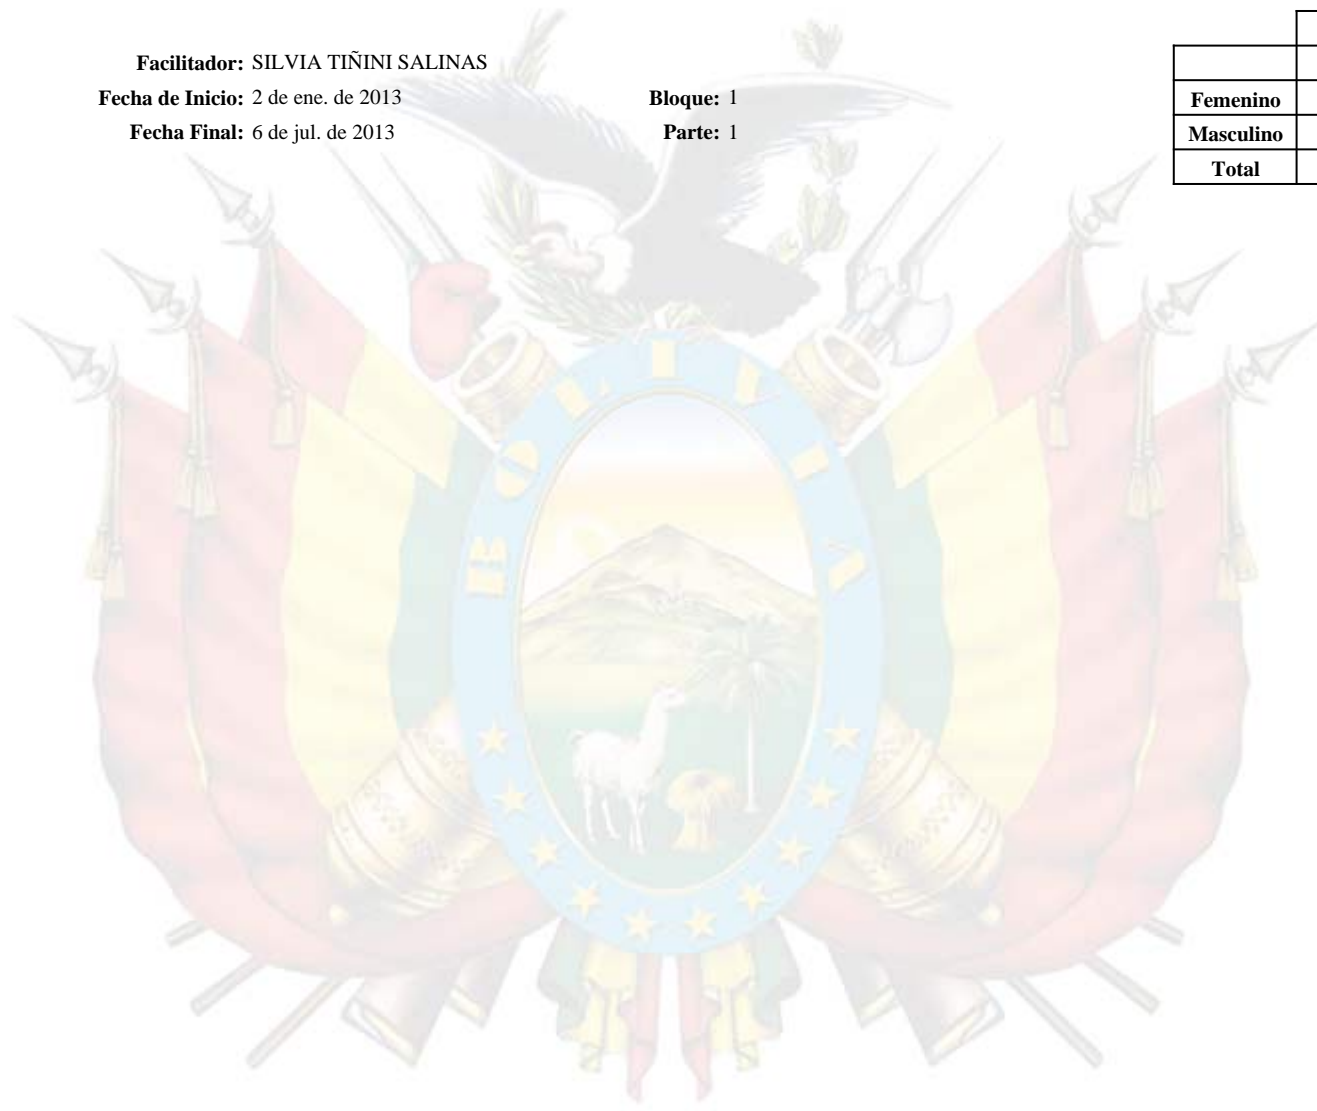 Facilitador: SILVIA TIÑINI SALINAS
Fecha de Inicio: 2 de ene. de 2013 Bloque: 1
Fecha Final: 6 de jul. de 2013 Parte: 1
Femenino
Masculino
Total
BOLIVIA